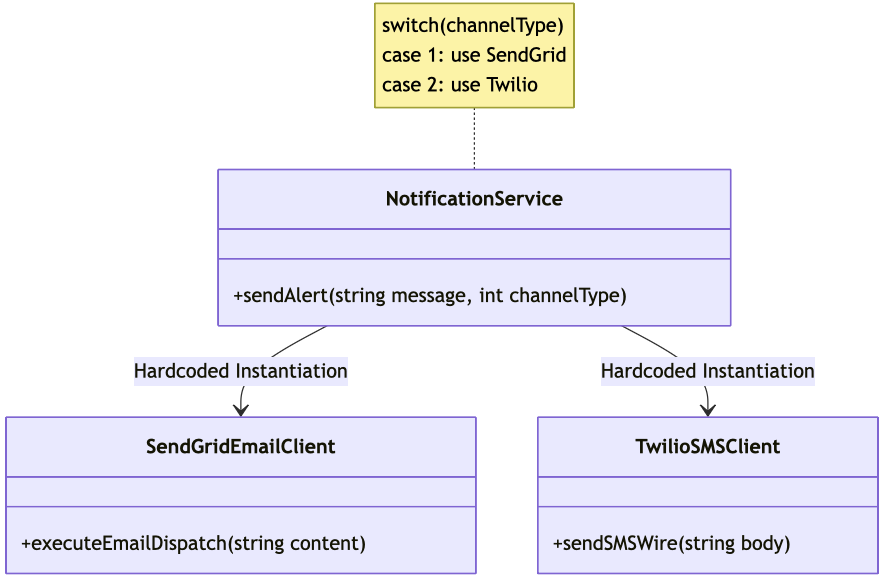 switch(channelType)
case 1: use SendGrid
case 2: use Twilio
NotificationService
+sendAlert(string message, int channelType)
Hardcoded Instantiation
Hardcoded Instantiation
SendGridEmailClient
+executeEmailDispatch(string content)
TwilioSMSClient
+sendSMSWire(string body)